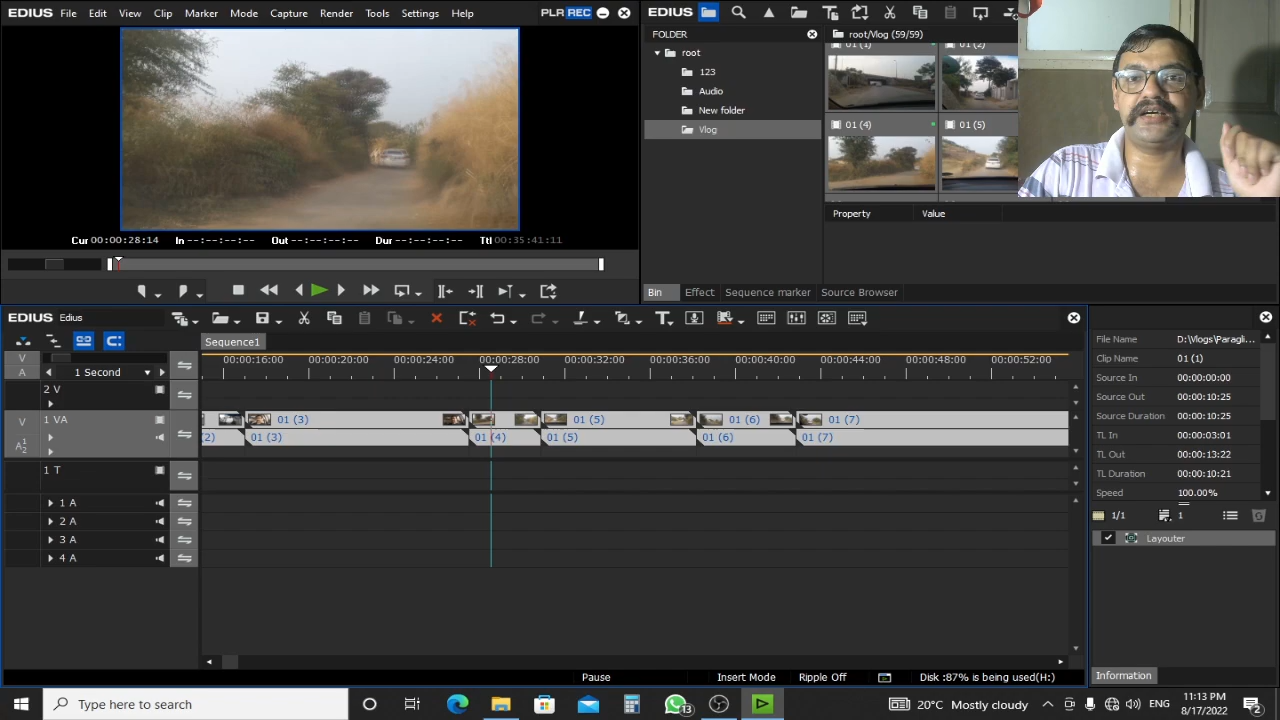 EDIUS File Edit View Clip Marker Mode Capture Render Tools Settings Help PLR REC
EDIUS
FOLDER
root/Vlog (59/59)
root
123
Audio
New folder
Vlog
01 (1)
01 (2)
01 (4)
01 (5)
Property Value
Cur 00:00:28:14 In --:--:--:-- Out --:--:--:-- Dur --:--:--:-- Ttl 00:35:41:11
Bin Effect Sequence marker Source Browser
EDIUS Edius
Sequence1
V
A
1 Second
00:00:16:00 00:00:20:00 00:00:24:00 00:00:28:00 00:00:32:00 00:00:36:00 00:00:40:00 00:00:44:00 00:00:48:00 00:00:52:00
2 V
V 1 VA
A 1 2
01 (3) 01 (5) 01 (6) 01 (7)
(2) 01 (3) 01 (4) 01 (5) 01 (6) 01 (7)
1 T
1 A
2 A
3 A
4 A
File Name D:\Vlogs\Paragli...
Clip Name 01 (1)
Source In 00:00:00:00
Source Out 00:00:10:25
Source Duration 00:00:10:25
TL In 00:00:03:01
TL Out 00:00:13:22
TL Duration 00:00:10:21
Speed 100.00%
1/1 1
Layouter
Information
Pause Insert Mode Ripple Off Disk :87% is being used(H:)
Type here to search
13
20°C Mostly cloudy
ENG
11:13 PM
8/17/2022
2